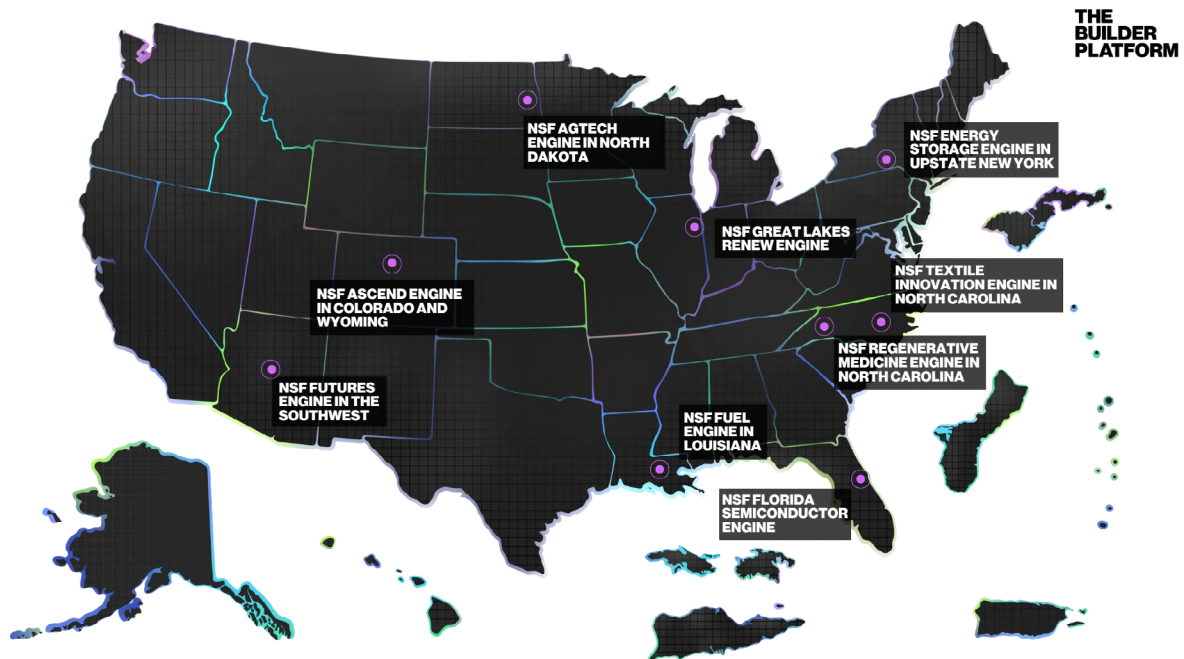 THE
BUILDER
PLATFORM
NSF AGTECH
ENGINE IN NORTH
DAKOTA
NSF ENERGY
STORAGE ENGINE IN
UPSTATE NEW YORK
NSF GREAT LAKES
RENEW ENGINE
NSF TEXTILE
INNOVATION ENGINE IN
NORTH CAROLINA
NSF ASCEND ENGINE
IN COLORADO AND
WYOMING
NSF REGENERATIVE
MEDICINE ENGINE IN
NORTH CAROLINA
NSF FUTURES
ENGINE IN THE
SOUTHWEST
NSF FUEL
ENGINE IN
LOUISIANA
NSF FLORIDA
SEMICONDUCTOR
ENGINE